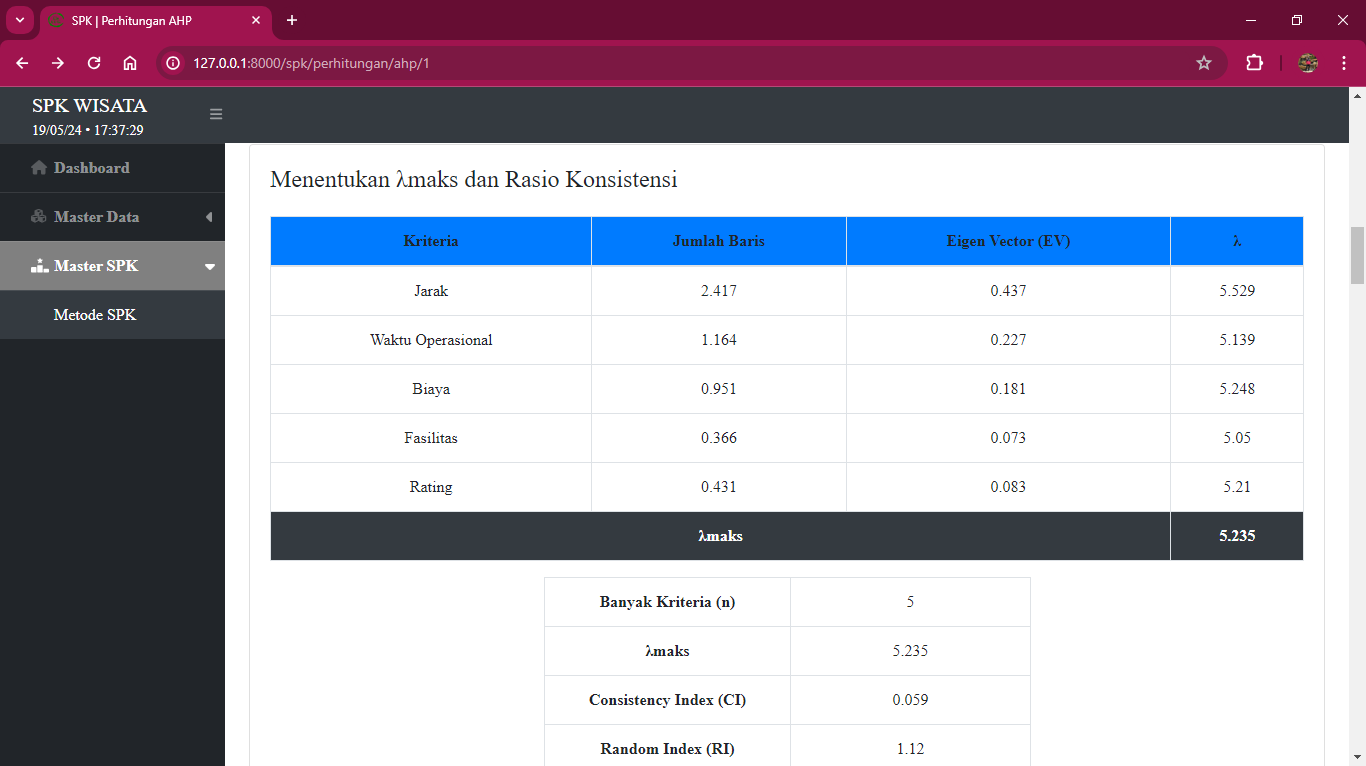 SPK | Perhitungan AHP
127.0.0.1:8000/spk/perhitungan/ahp/1
SPK WISATA
19/05/24 • 17:37:29
Dashboard
Master Data
Master SPK
Metode SPK
Menentukan λmaks dan Rasio Konsistensi
Kriteria Jumlah Baris Eigen Vector (EV) λ
Jarak 2.417 0.437 5.529
Waktu Operasional 1.164 0.227 5.139
Biaya 0.951 0.181 5.248
Fasilitas 0.366 0.073 5.05
Rating 0.431 0.083 5.21
λmaks 5.235
Banyak Kriteria (n) 5
λmaks 5.235
Consistency Index (CI) 0.059
Random Index (RI) 1.12